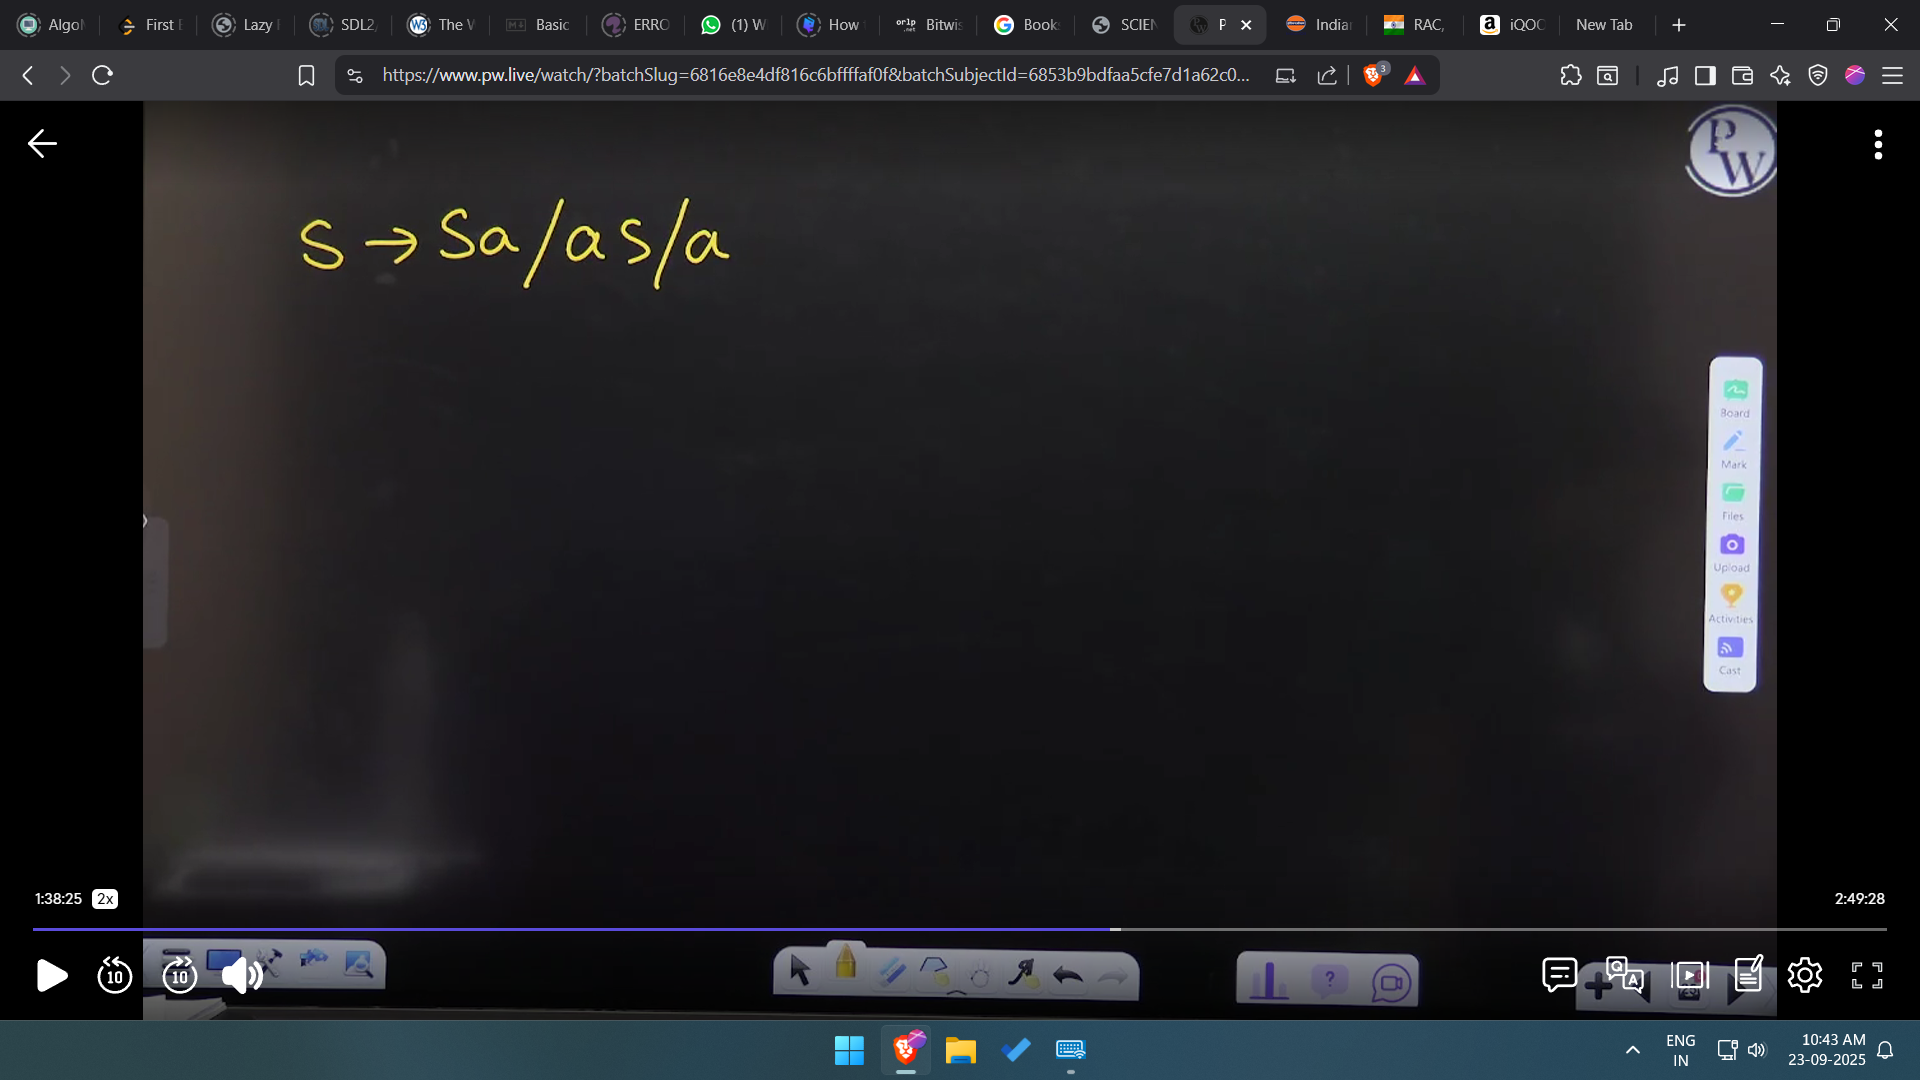 Algo
First
Lazy
SDL2,
The
Basic
ERRO
(1) W
How
Bitwis
Book
SCIEN
P
India
RAC,
iQOO
New Tab
https://www.pw.live/watch/?batchSlug=6816e8e4df816c6bffffaf0f&batchSubjectId=6853b9bdfaa5cfe7d1a62c0...
3
PW
S → Sa/aS/a
Board
Mark
Files
Upload
Activities
Cast
1:38:25 2x
2:49:28
10
10
ENG
IN
10:43 AM
23-09-2025